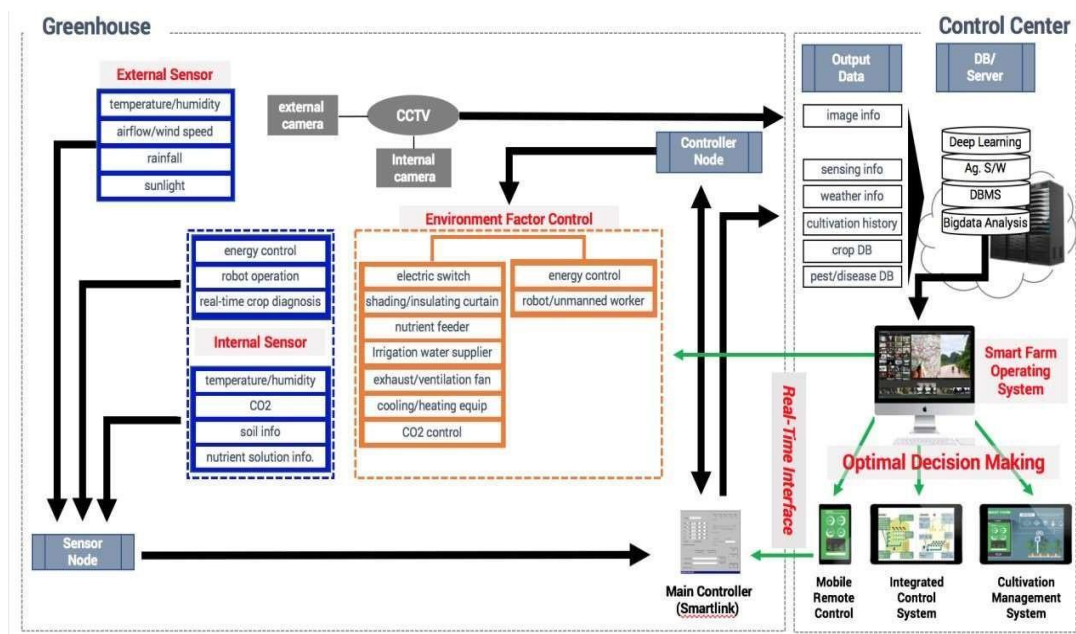 Greenhouse
Control Center
External Sensor
temperature/humidity
airflow/wind speed
rainfall
sunlight
external
camera
CCTV
Internal
camera
Controller
Node
Output
Data
DB/
Server
image info
sensing info
weather info
cultivation history
crop DB
pest/disease DB
Deep Learning
Ag. S/W
DBMS
Bigdata Analysis
energy control
robot operation
real-time crop diagnosis
Internal Sensor
temperature/humidity
CO2
soil info
nutrient solution info.
Environment Factor Control
electric switch
shading/insulating curtain
nutrient feeder
Irrigation water supplier
exhaust/ventilation fan
cooling/heating equip
CO2 control
energy control
robot/unmanned worker
Smart Farm
Operating
System
Real-Time Interface
Optimal Decision Making
Sensor
Node
Main Controller
(Smartlink)
Mobile
Remote
Control
Integrated
Control
System
Cultivation
Management
System